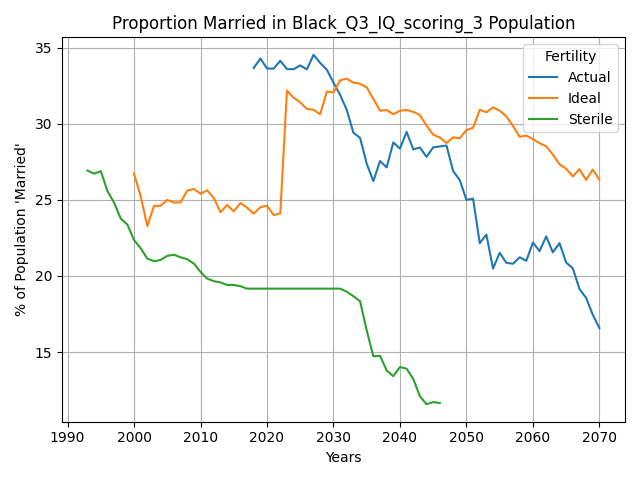 Proportion Married in Black_Q3_IQ_scoring_3 Population
% of Population 'Married'
35
30
25
20
15
Fertility
Actual
Ideal
Sterile
1990 2000 2010 2020 2030 2040 2050 2060 2070
Years